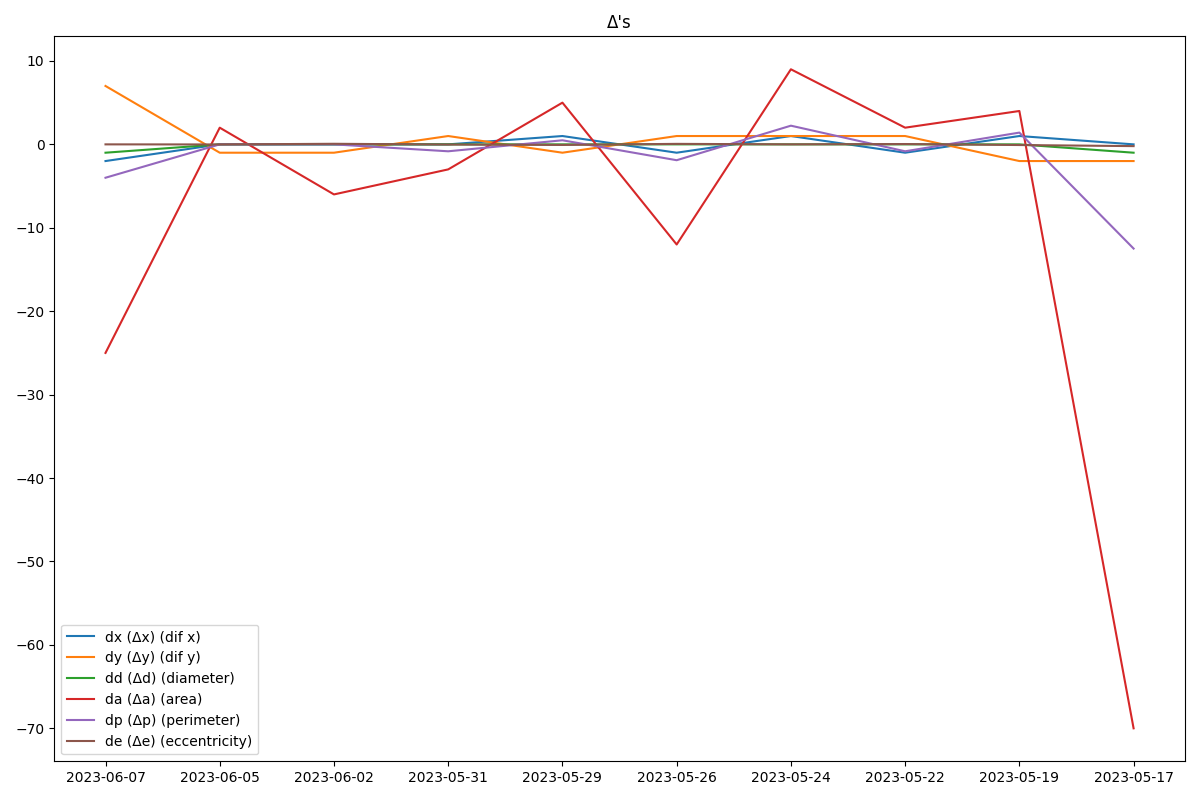 Δ's
10
0
−10
−20
−30
−40
−50
−60
−70
dx (Δx) (dif x)
dy (Δy) (dif y)
dd (Δd) (diameter)
da (Δa) (area)
dp (Δp) (perimeter)
de (Δe) (eccentricity)
2023-06-07 2023-06-05 2023-06-02 2023-05-31 2023-05-29 2023-05-26 2023-05-24 2023-05-22 2023-05-19 2023-05-17